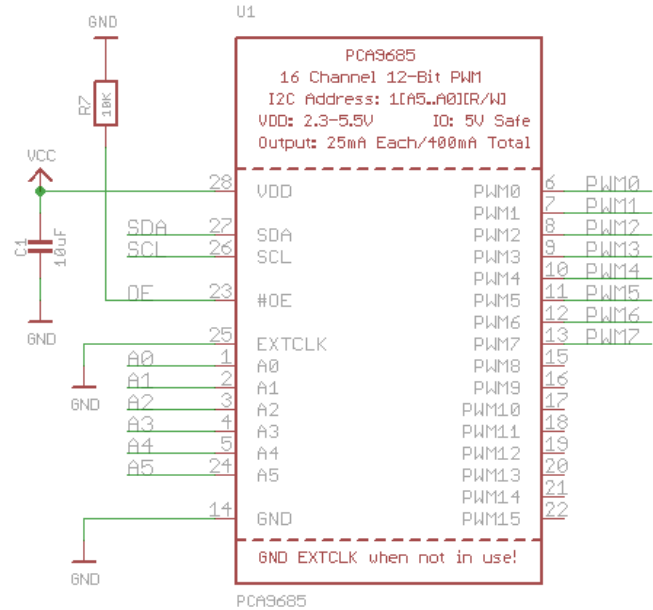 U1
GND
PCA9685
16 Channel 12-Bit PWM
I2C Address: 1[A5..A0][R/W]
VDD: 2.3-5.5V IO: 5V Safe
Output: 25mA Each/400mA Total
R7
10K
VCC
28 VDD PWM0 6 PWM0
PWM1 7 PWM1
SDA 27 SDA PWM2 8 PWM2
SCL 26 SCL PWM3 9 PWM3
C1
10uF
PWM4 10 PWM4
OE 23 #OE PWM5 11 PWM5
PWM6 12 PWM6
GND
25 EXTCLK PWM7 13 PWM7
A0 1 A0 PWM8 15
A1 2 A1 PWM9 16
GND
A2 3 A2 PWM10 17
A3 4 A3 PWM11 18
A4 5 A4 PWM12 19
A5 24 A5 PWM13 20
PWM14 21
14 GND PWM15 22
GND EXTCLK when not in use!
GND
PCA9685